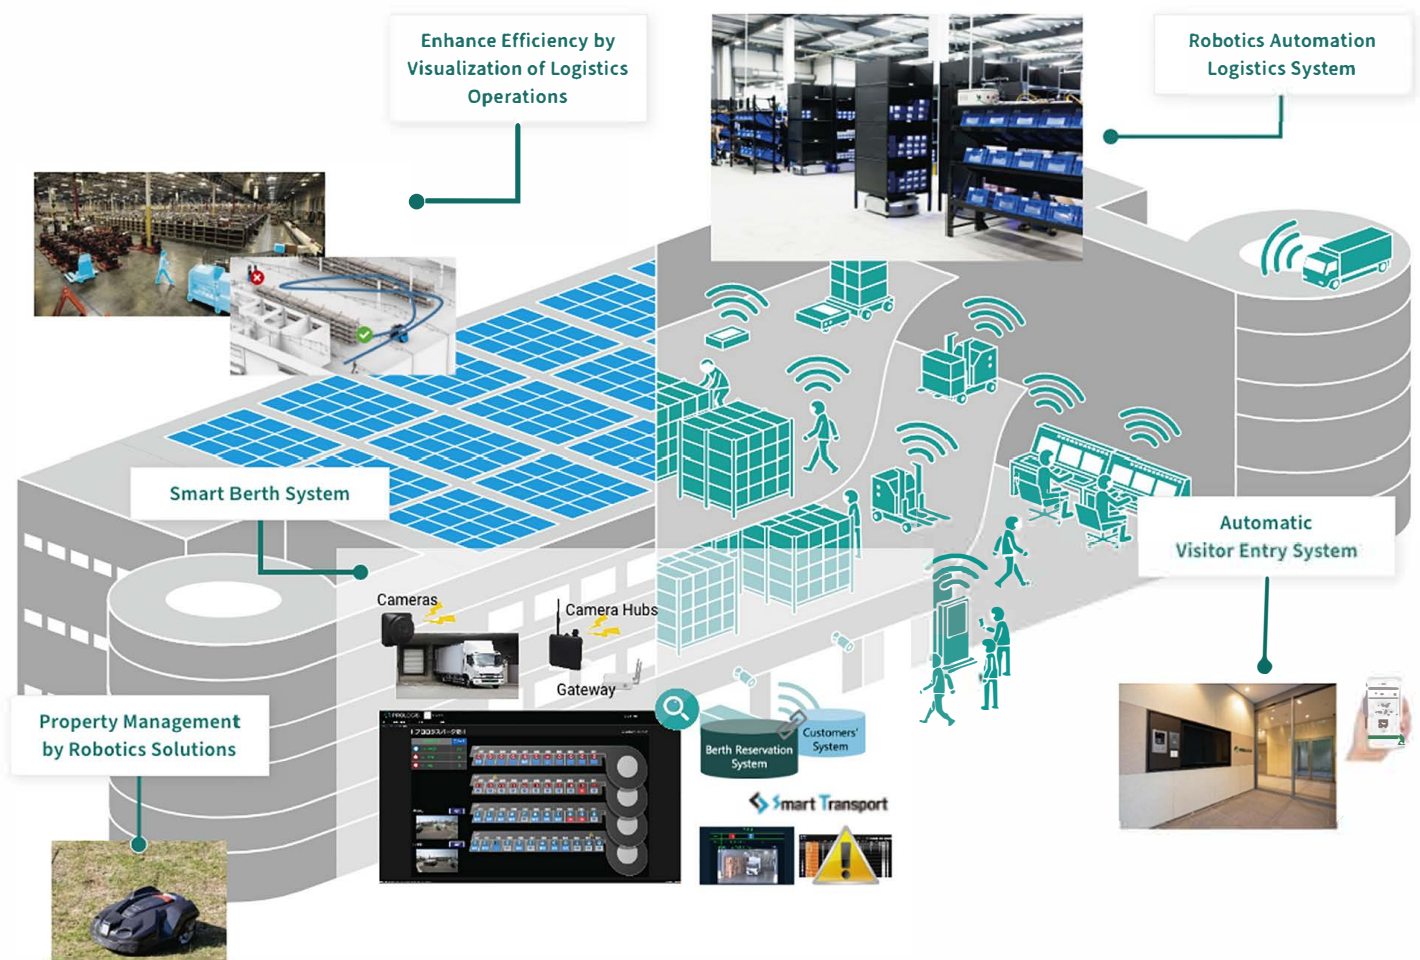 Enhance Efficiency by
Visualization of Logistics
Operations
Robotics Automation
Logistics System
Smart Berth System
Automatic
Visitor Entry System
Cameras
Camera Hubs
Gateway
Property Management
by Robotics Solutions
PROLOGIS
Berth Reservation
System
Customers'
System
Smart Transport